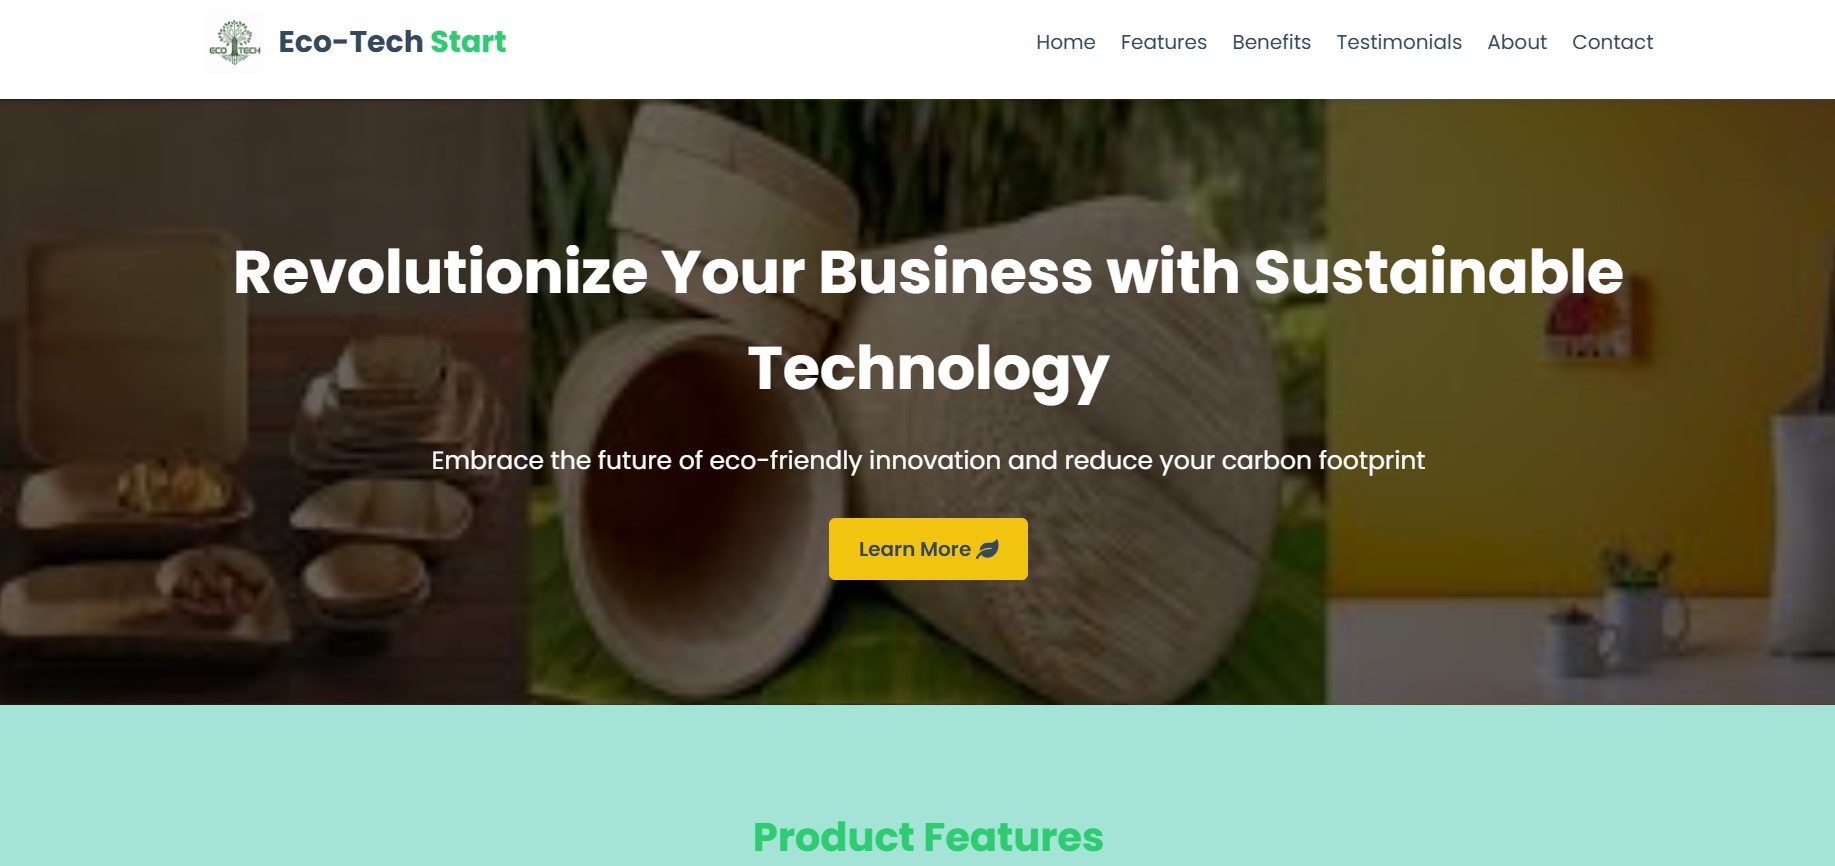 ECO TECH
Eco-Tech Start
Home Features Benefits Testimonials About Contact
Revolutionize Your Business with Sustainable
Technology
Embrace the future of eco-friendly innovation and reduce your carbon footprint
Learn More
Product Features